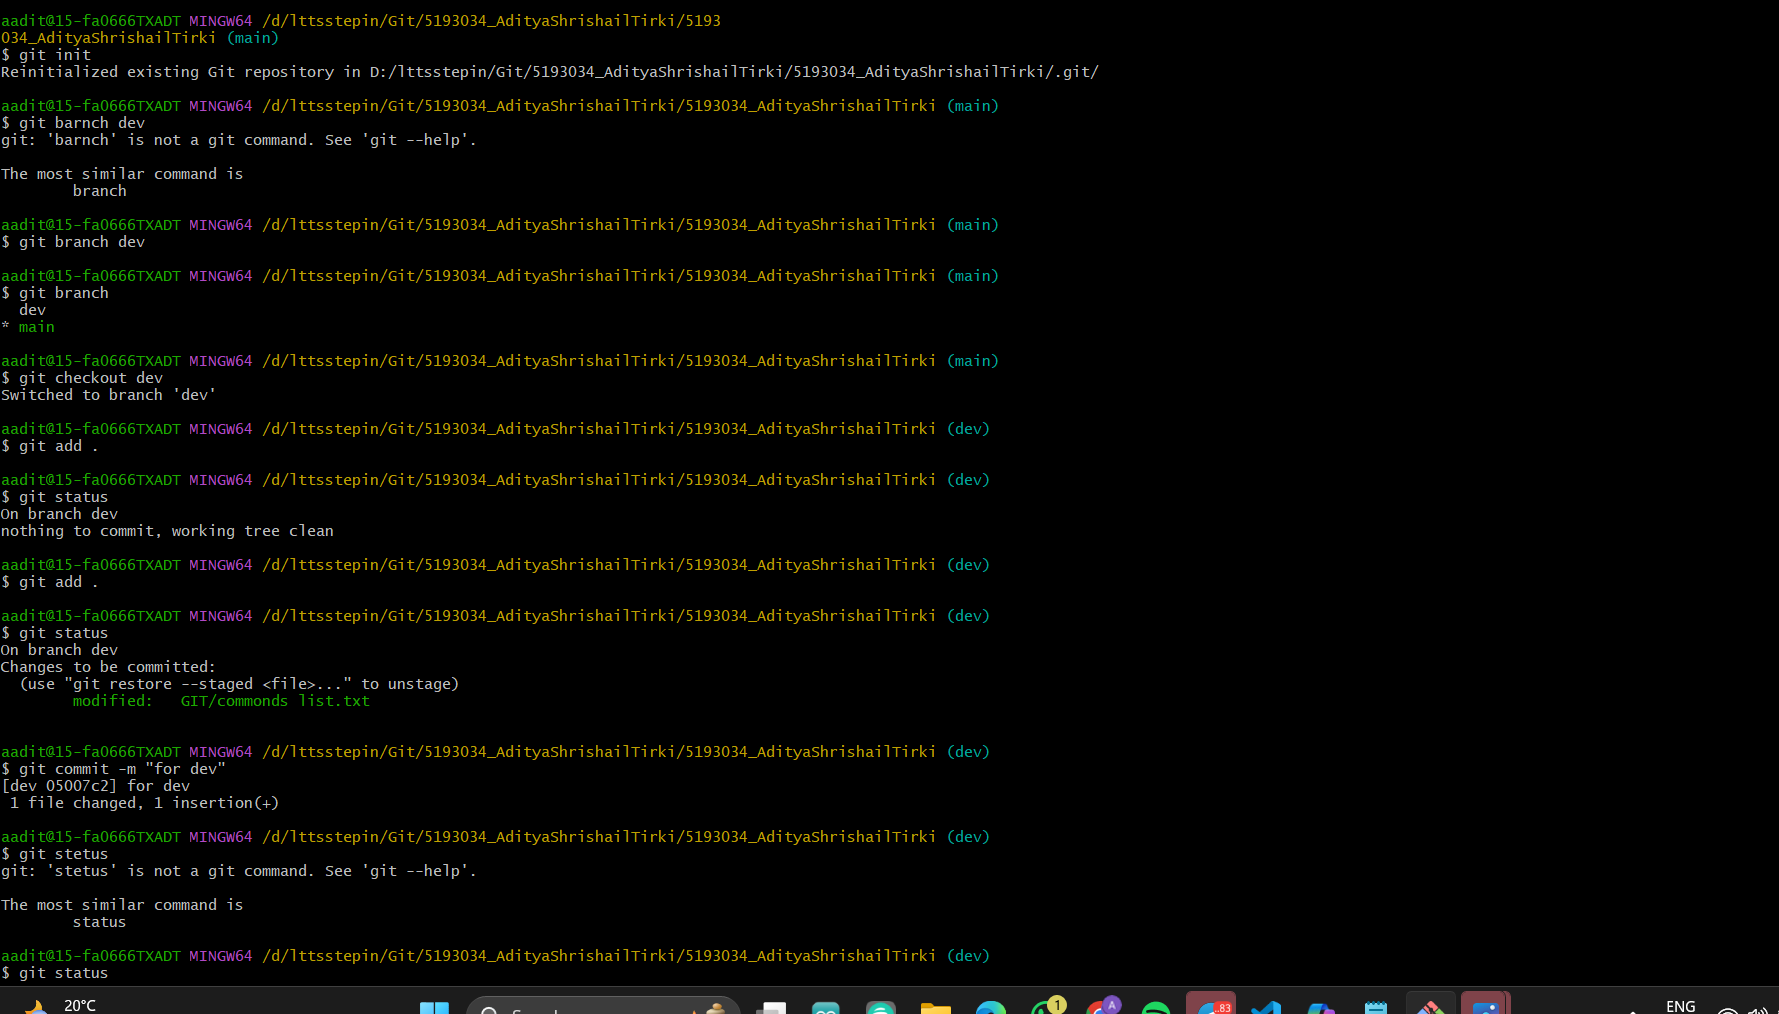 aadit@15-fa0666TXADT MINGW64 /d/lttsstepin/Git/5193034_AdityaShrishailTirki/5193
034_AdityaShrishailTirki (main)
$ git init
Reinitialized existing Git repository in D:/lttsstepin/Git/5193034_AdityaShrishailTirki/5193034_AdityaShrishailTirki/.git/
aadit@15-fa0666TXADT MINGW64 /d/lttsstepin/Git/5193034_AdityaShrishailTirki/5193034_AdityaShrishailTirki (main)
$ git barnch dev
git: 'barnch' is not a git command. See 'git --help'.
The most similar command is
branch
aadit@15-fa0666TXADT MINGW64 /d/lttsstepin/Git/5193034_AdityaShrishailTirki/5193034_AdityaShrishailTirki (main)
$ git branch dev
aadit@15-fa0666TXADT MINGW64 /d/lttsstepin/Git/5193034_AdityaShrishailTirki/5193034_AdityaShrishailTirki (main)
$ git branch
dev
* main
aadit@15-fa0666TXADT MINGW64 /d/lttsstepin/Git/5193034_AdityaShrishailTirki/5193034_AdityaShrishailTirki (main)
$ git checkout dev
Switched to branch 'dev'
aadit@15-fa0666TXADT MINGW64 /d/lttsstepin/Git/5193034_AdityaShrishailTirki/5193034_AdityaShrishailTirki (dev)
$ git add .
aadit@15-fa0666TXADT MINGW64 /d/lttsstepin/Git/5193034_AdityaShrishailTirki/5193034_AdityaShrishailTirki (dev)
$ git status
On branch dev
nothing to commit, working tree clean
aadit@15-fa0666TXADT MINGW64 /d/lttsstepin/Git/5193034_AdityaShrishailTirki/5193034_AdityaShrishailTirki (dev)
$ git add .
aadit@15-fa0666TXADT MINGW64 /d/lttsstepin/Git/5193034_AdityaShrishailTirki/5193034_AdityaShrishailTirki (dev)
$ git status
On branch dev
Changes to be committed:
(use "git restore --staged <file>..." to unstage)
modified:   GIT/commonds list.txt
aadit@15-fa0666TXADT MINGW64 /d/lttsstepin/Git/5193034_AdityaShrishailTirki/5193034_AdityaShrishailTirki (dev)
$ git commit -m "for dev"
[dev 05007c2] for dev
1 file changed, 1 insertion(+)
aadit@15-fa0666TXADT MINGW64 /d/lttsstepin/Git/5193034_AdityaShrishailTirki/5193034_AdityaShrishailTirki (dev)
$ git stetus
git: 'stetus' is not a git command. See 'git --help'.
The most similar command is
status
aadit@15-fa0666TXADT MINGW64 /d/lttsstepin/Git/5193034_AdityaShrishailTirki/5193034_AdityaShrishailTirki (dev)
$ git status
20°C
1
A
.83
ENG